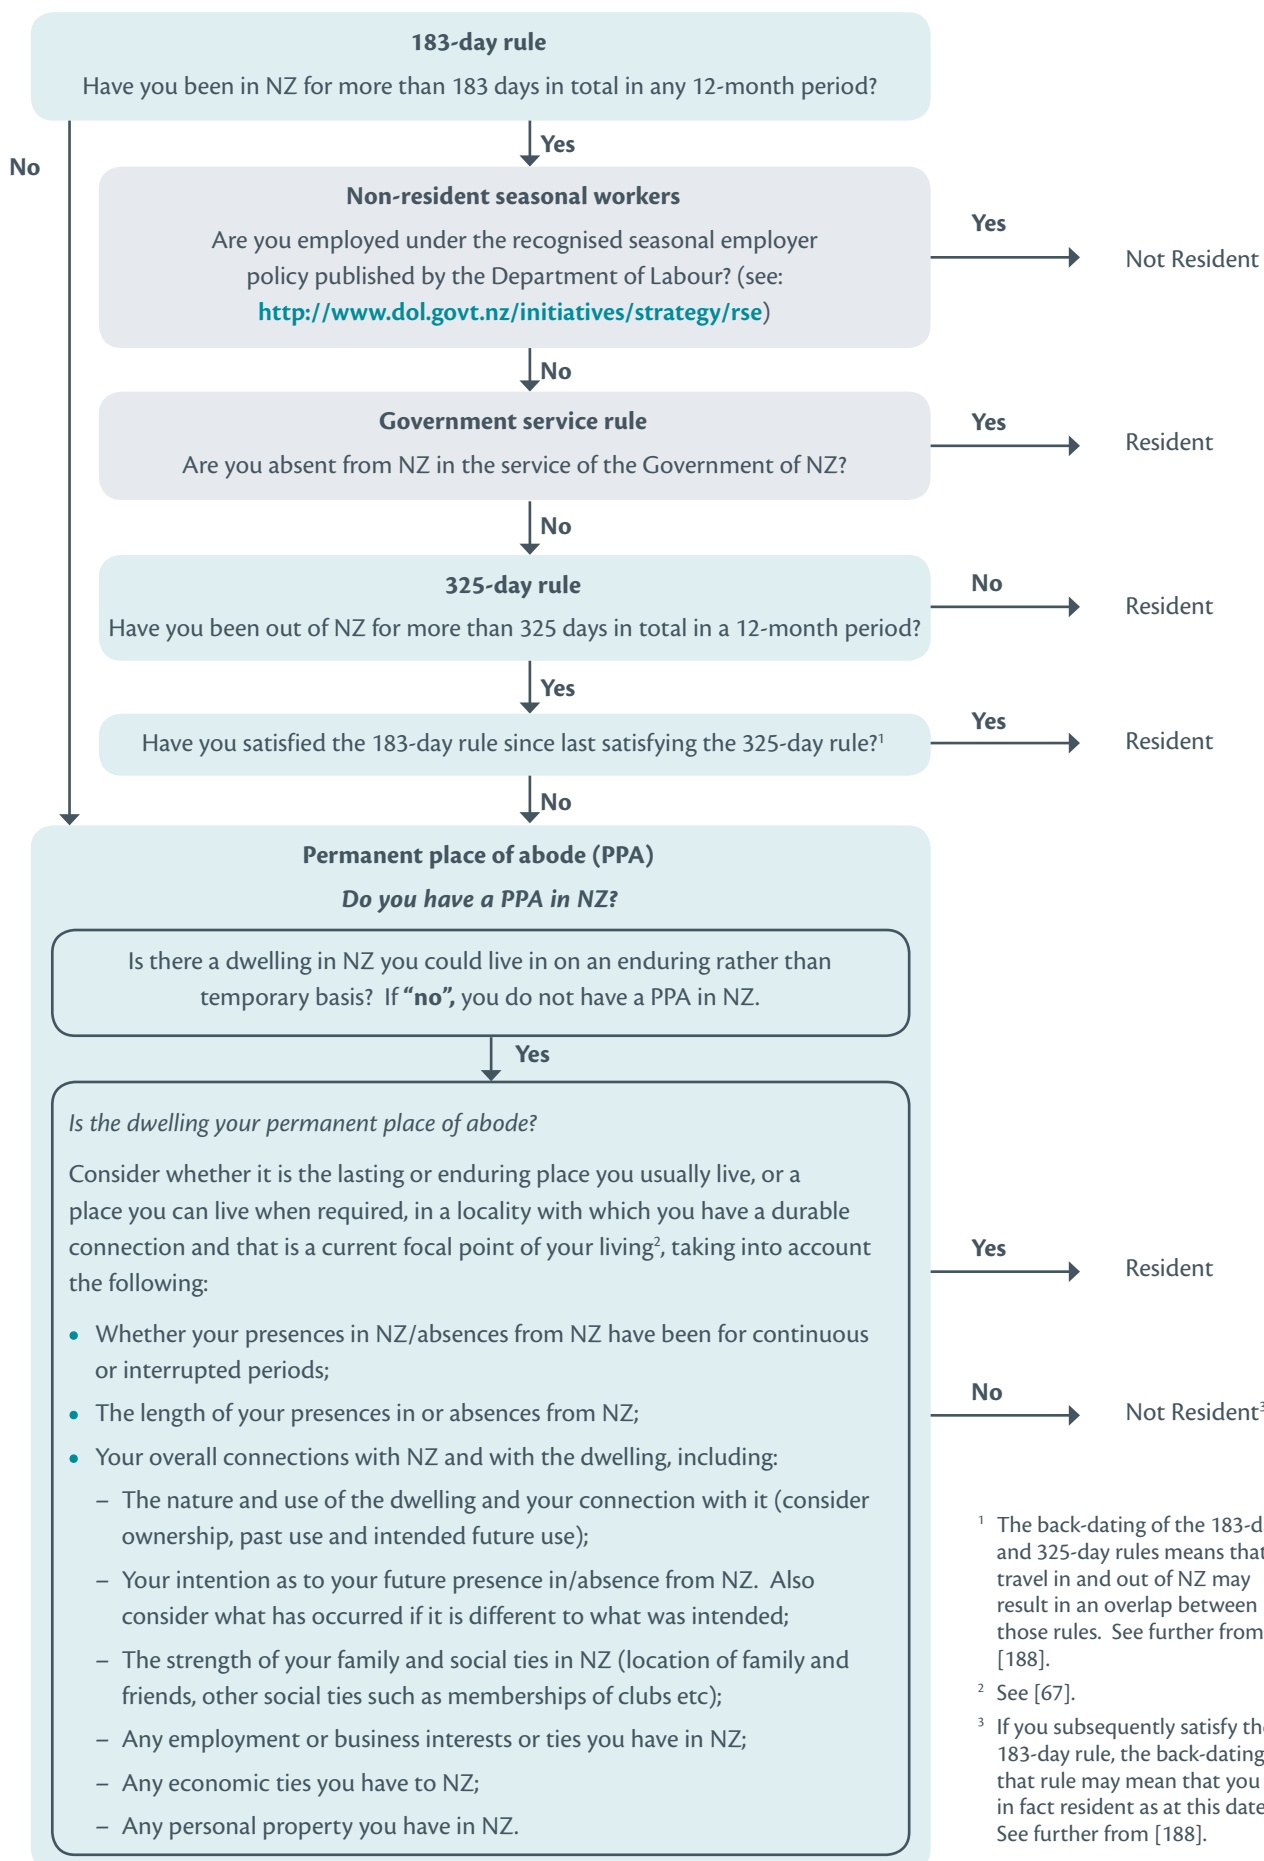 183-day rule
Have you been in NZ for more than 183 days in total in any 12-month period?
No
Yes
Non-resident seasonal workers
Are you employed under the recognised seasonal employer
policy published by the Department of Labour? (see:
http://www.dol.govt.nz/initiatives/strategy/rse)
Yes
Not Resident
No
Government service rule
Are you absent from NZ in the service of the Government of NZ?
Yes
Resident
No
325-day rule
Have you been out of NZ for more than 325 days in total in a 12-month period?
No
Resident
Yes
Have you satisfied the 183-day rule since last satisfying the 325-day rule?¹
Yes
Resident
No
Permanent place of abode (PPA)
Do you have a PPA in NZ?
Is there a dwelling in NZ you could live in on an enduring rather than
temporary basis? If “no”, you do not have a PPA in NZ.
Yes
Is the dwelling your permanent place of abode?
Consider whether it is the lasting or enduring place you usually live, or a
place you can live when required, in a locality with which you have a durable
connection and that is a current focal point of your living², taking into account
the following:
• Whether your presences in NZ/absences from NZ have been for continuous
or interrupted periods;
• The length of your presences in or absences from NZ;
• Your overall connections with NZ and with the dwelling, including:
– The nature and use of the dwelling and your connection with it (consider
ownership, past use and intended future use);
– Your intention as to your future presence in/absence from NZ. Also
consider what has occurred if it is different to what was intended;
– The strength of your family and social ties in NZ (location of family and
friends, other social ties such as memberships of clubs etc);
– Any employment or business interests or ties you have in NZ;
– Any economic ties you have to NZ;
– Any personal property you have in NZ.
Yes
Resident
No
Not Resident³
¹ The back-dating of the 183-d
and 325-day rules means that
travel in and out of NZ may
result in an overlap between
those rules. See further from
[188].
² See [67].
³ If you subsequently satisfy the
183-day rule, the back-dating
that rule may mean that you
in fact resident as at this date
See further from [188].